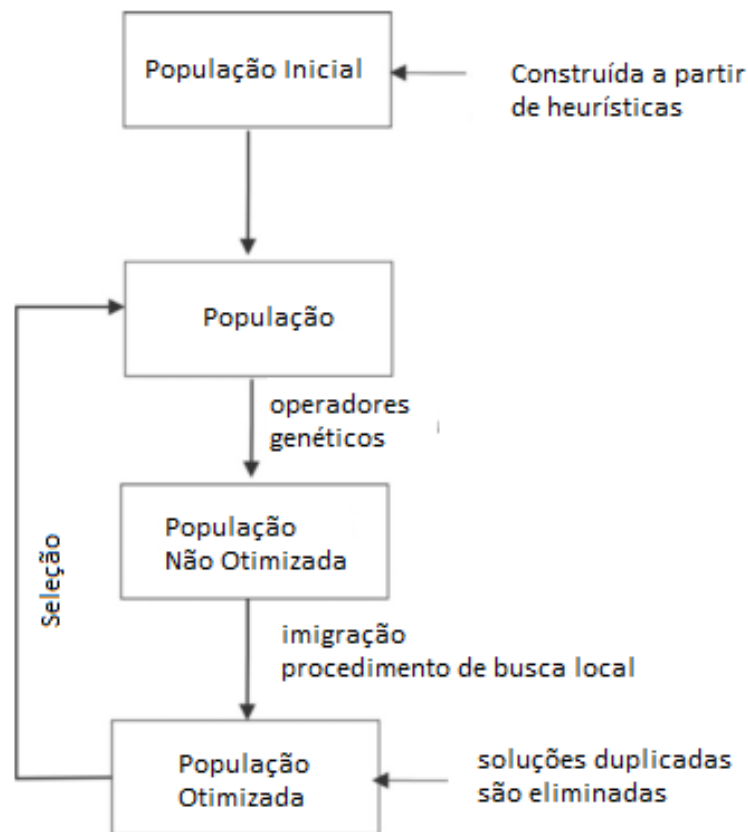 População Inicial
Construída a partir
de heurísticas
População
operadores
genéticos
População
Não Otimizada
Seleção
imigração
procedimento de busca local
População
Otimizada
soluções duplicadas
são eliminadas